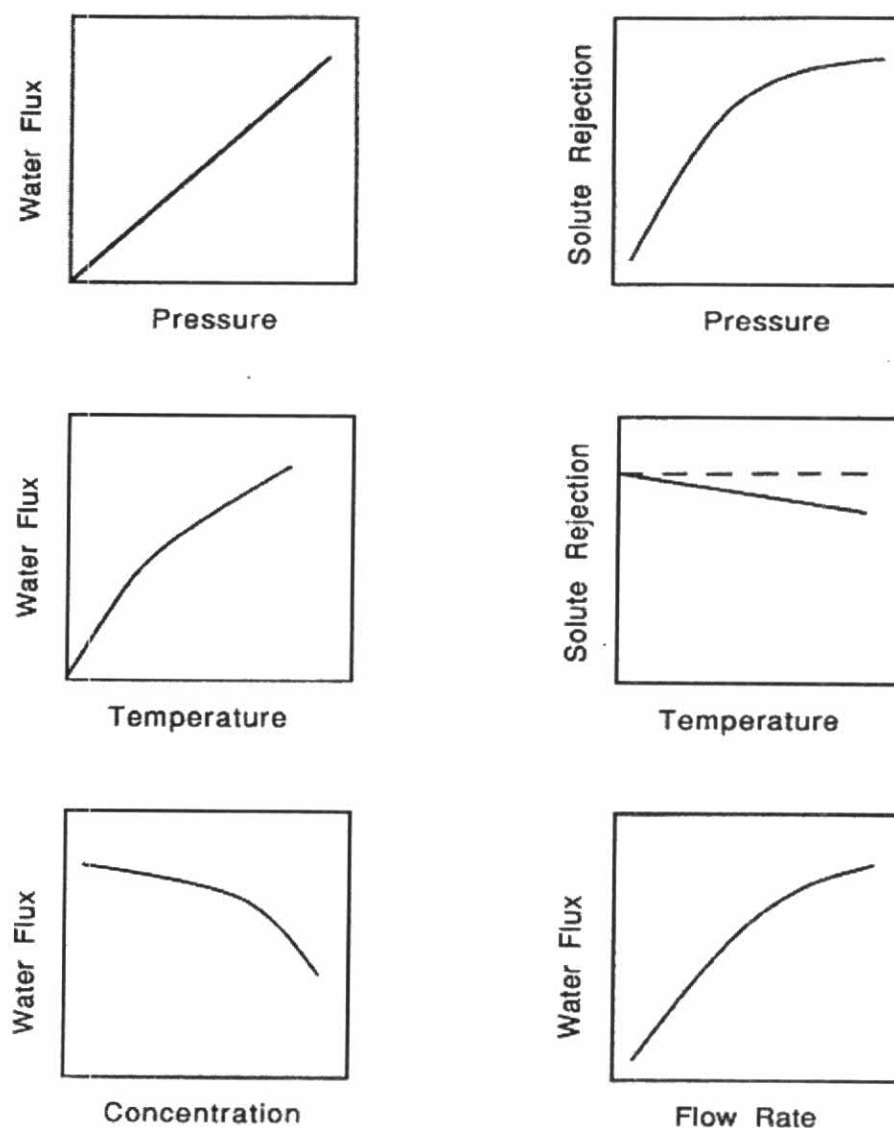 Water Flux
Pressure
Solute Rejection
Pressure
Water Flux
Temperature
Solute Rejection
Temperature
Water Flux
Concentration
Water Flux
Flow Rate